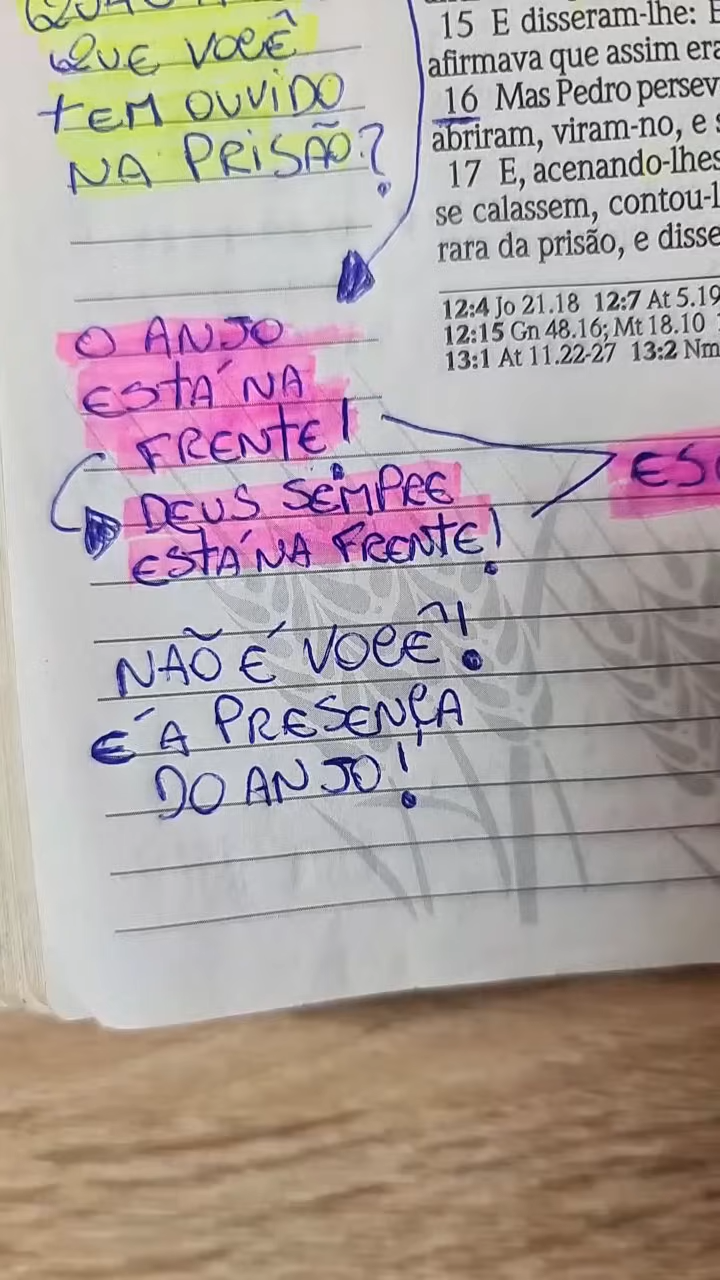 QUE VOCÊ
TEM OUVIDO
NA PRISÃO?
O ANJO
ESTÁ NA
FRENTE!
DEUS SEMPRE
ESTÁ NA FRENTE!
NÃO É VOCÊ!
É A PRESENÇA
DO ANJO!
15 E disseram-lhe:
afirmava que assim era
16 Mas Pedro persev
abriram, viram-no, e
17 E, acenando-lhes
se calassem, contou-l
rara da prisão, e disse
12:4 Jo 21.18 12:7 At 5.19
12:15 Gn 48.16; Mt 18.10
13:1 At 11.22-27 13:2 Nm